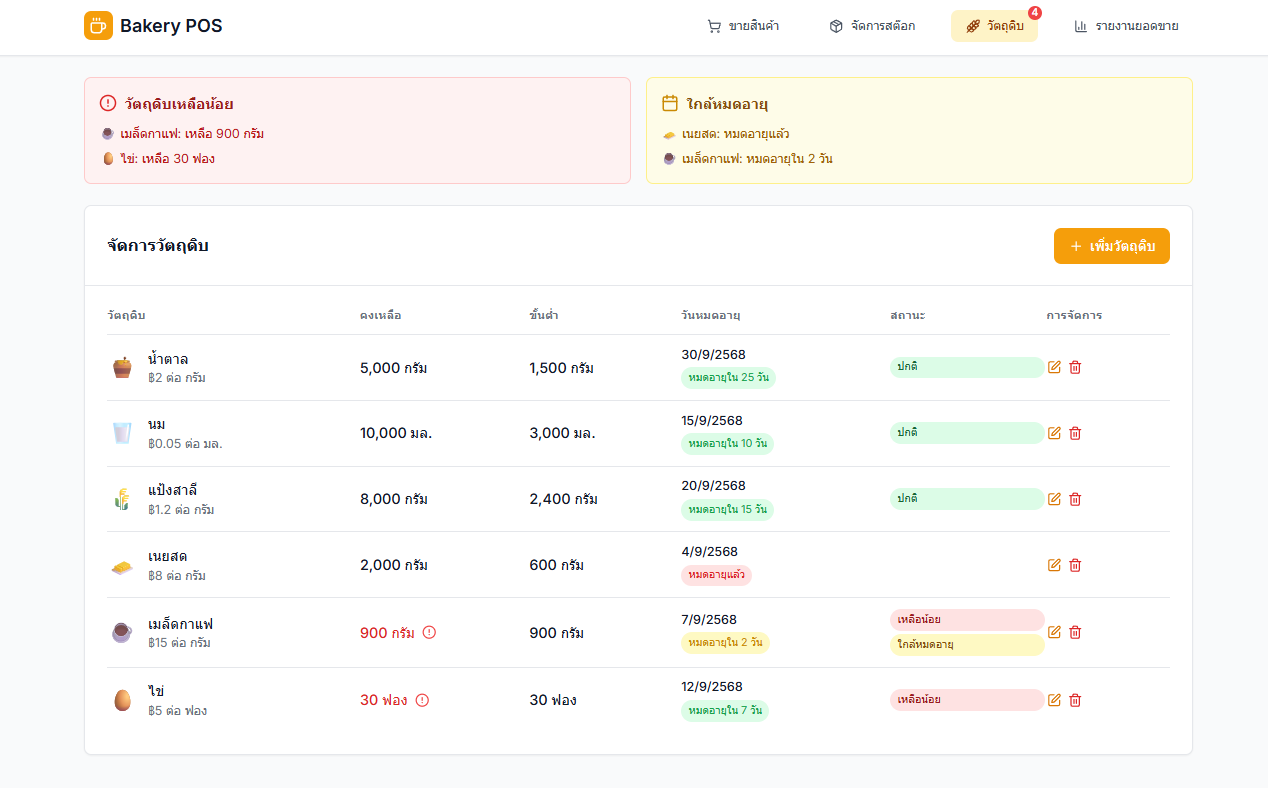 Bakery POS
ขายสินค้า
จัดการสต๊อก
วัตถุดิบ
4
รายงานยอดขาย
วัตถุดิบเหลือน้อย
เมล็ดกาแฟ: เหลือ 900 กรัม
ไข่: เหลือ 30 ฟอง
ใกล้หมดอายุ
เนยสด: หมดอายุแล้ว
เมล็ดกาแฟ: หมดอายุใน 2 วัน
จัดการวัตถุดิบ
+ เพิ่มวัตถุดิบ
วัตถุดิบ คงเหลือ ขั้นต่ำ วันหมดอายุ สถานะ การจัดการ
น้ำตาล
฿2 ต่อ กรัม
5,000 กรัม
1,500 กรัม
30/9/2568
หมดอายุใน 25 วัน
ปกติ
นม
฿0.05 ต่อ มล.
10,000 มล.
3,000 มล.
15/9/2568
หมดอายุใน 10 วัน
ปกติ
แป้งสาลี
฿1.2 ต่อ กรัม
8,000 กรัม
2,400 กรัม
20/9/2568
หมดอายุใน 15 วัน
ปกติ
เนยสด
฿8 ต่อ กรัม
2,000 กรัม
600 กรัม
4/9/2568
หมดอายุแล้ว
เมล็ดกาแฟ
฿15 ต่อ กรัม
900 กรัม
900 กรัม
7/9/2568
หมดอายุใน 2 วัน
เหลือน้อย
ใกล้หมดอายุ
ไข่
฿5 ต่อ ฟอง
30 ฟอง
30 ฟอง
12/9/2568
หมดอายุใน 7 วัน
เหลือน้อย